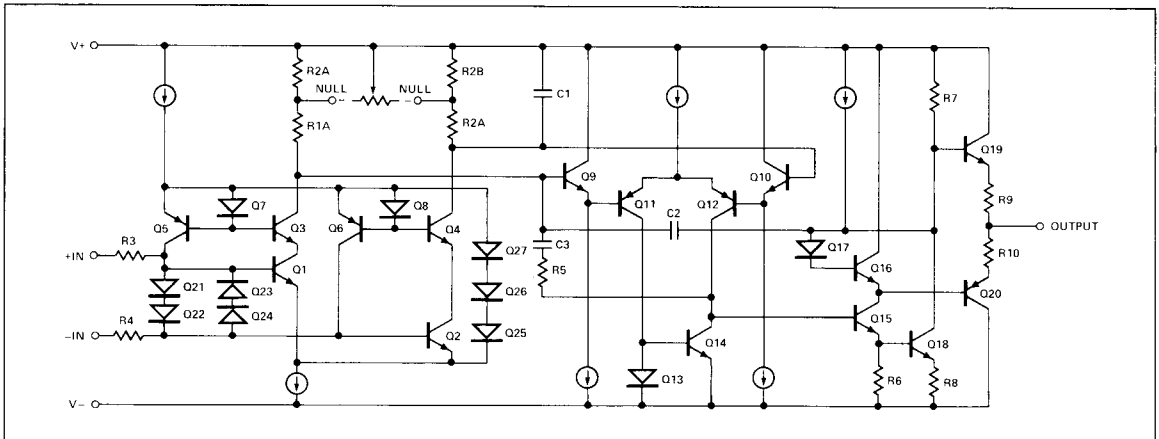 V+
R2A
R2B
NULL
NULL
C1
R7
R1A
R2A
Q19
Q9
Q10
Q7
Q8
Q11
Q12
R9
Q5
Q3
Q6
Q4
C2
Q17
OUTPUT
R3
C3
Q27
Q16
R10
+IN
Q1
R5
Q21
Q23
Q26
Q20
Q22
Q24
Q15
R4
Q25
-IN
Q2
Q14
Q18
Q13
R6
R8
V-